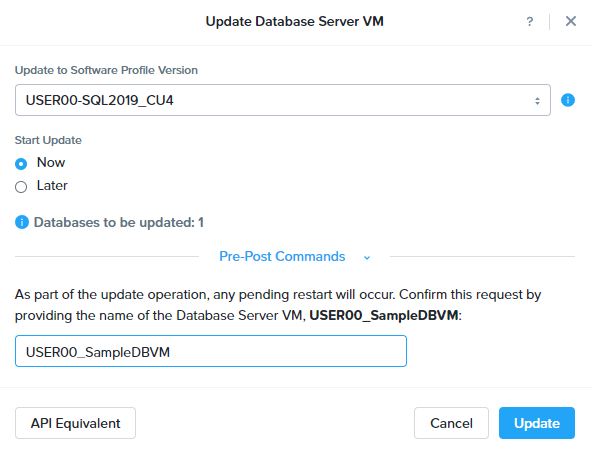 Update Database Server VM
?
Update to Software Profile Version
USER00-SQL2019_CU4
Start Update
Now
Later
Databases to be updated: 1
Pre-Post Commands
As part of the update operation, any pending restart will occur. Confirm this request by
providing the name of the Database Server VM, USER00_SampleDBVM:
USER00_SampleDBVM
API Equivalent
Cancel
Update